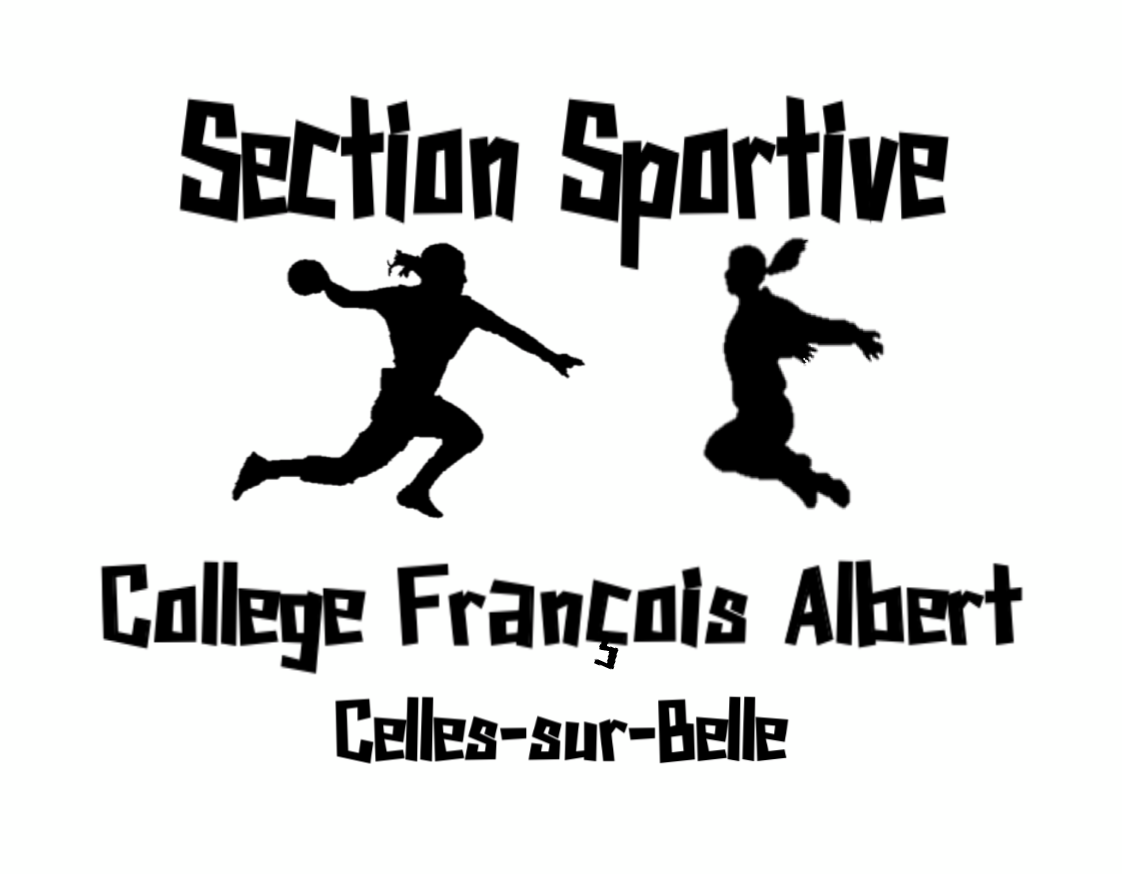 Section Sportive
College François Albert
Celles-sur-Belle